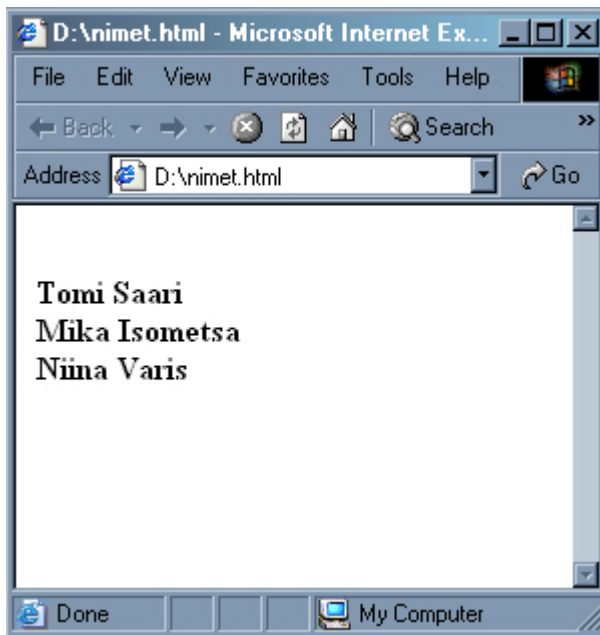 D:\nimet.html - Microsoft Internet Ex...
File Edit View Favorites Tools Help
Back Search »
Address D:\nimet.html Go
Tomi Saari
Mika Isometsa
Niina Varis
Done My Computer